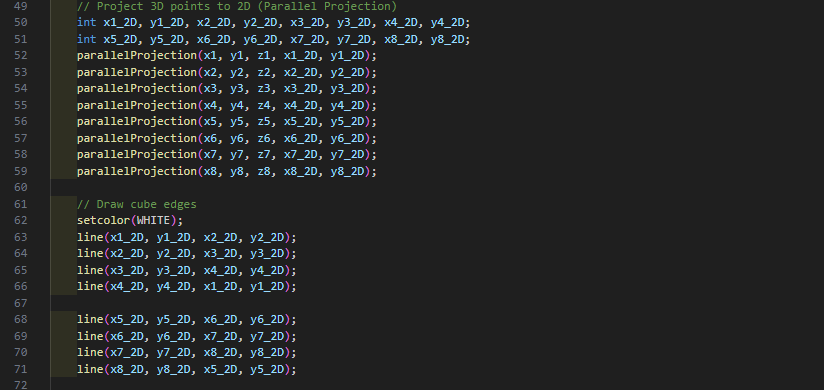 49 // Project 3D points to 2D (Parallel Projection)
50 int x1_2D, y1_2D, x2_2D, y2_2D, x3_2D, y3_2D, x4_2D, y4_2D;
51 int x5_2D, y5_2D, x6_2D, y6_2D, x7_2D, y7_2D, x8_2D, y8_2D;
52 parallelProjection(x1, y1, z1, x1_2D, y1_2D);
53 parallelProjection(x2, y2, z2, x2_2D, y2_2D);
54 parallelProjection(x3, y3, z3, x3_2D, y3_2D);
55 parallelProjection(x4, y4, z4, x4_2D, y4_2D);
56 parallelProjection(x5, y5, z5, x5_2D, y5_2D);
57 parallelProjection(x6, y6, z6, x6_2D, y6_2D);
58 parallelProjection(x7, y7, z7, x7_2D, y7_2D);
59 parallelProjection(x8, y8, z8, x8_2D, y8_2D);
60
61 // Draw cube edges
62 setcolor(WHITE);
63 line(x1_2D, y1_2D, x2_2D, y2_2D);
64 line(x2_2D, y2_2D, x3_2D, y3_2D);
65 line(x3_2D, y3_2D, x4_2D, y4_2D);
66 line(x4_2D, y4_2D, x1_2D, y1_2D);
67
68 line(x5_2D, y5_2D, x6_2D, y6_2D);
69 line(x6_2D, y6_2D, x7_2D, y7_2D);
70 line(x7_2D, y7_2D, x8_2D, y8_2D);
71 line(x8_2D, y8_2D, x5_2D, y5_2D);
72